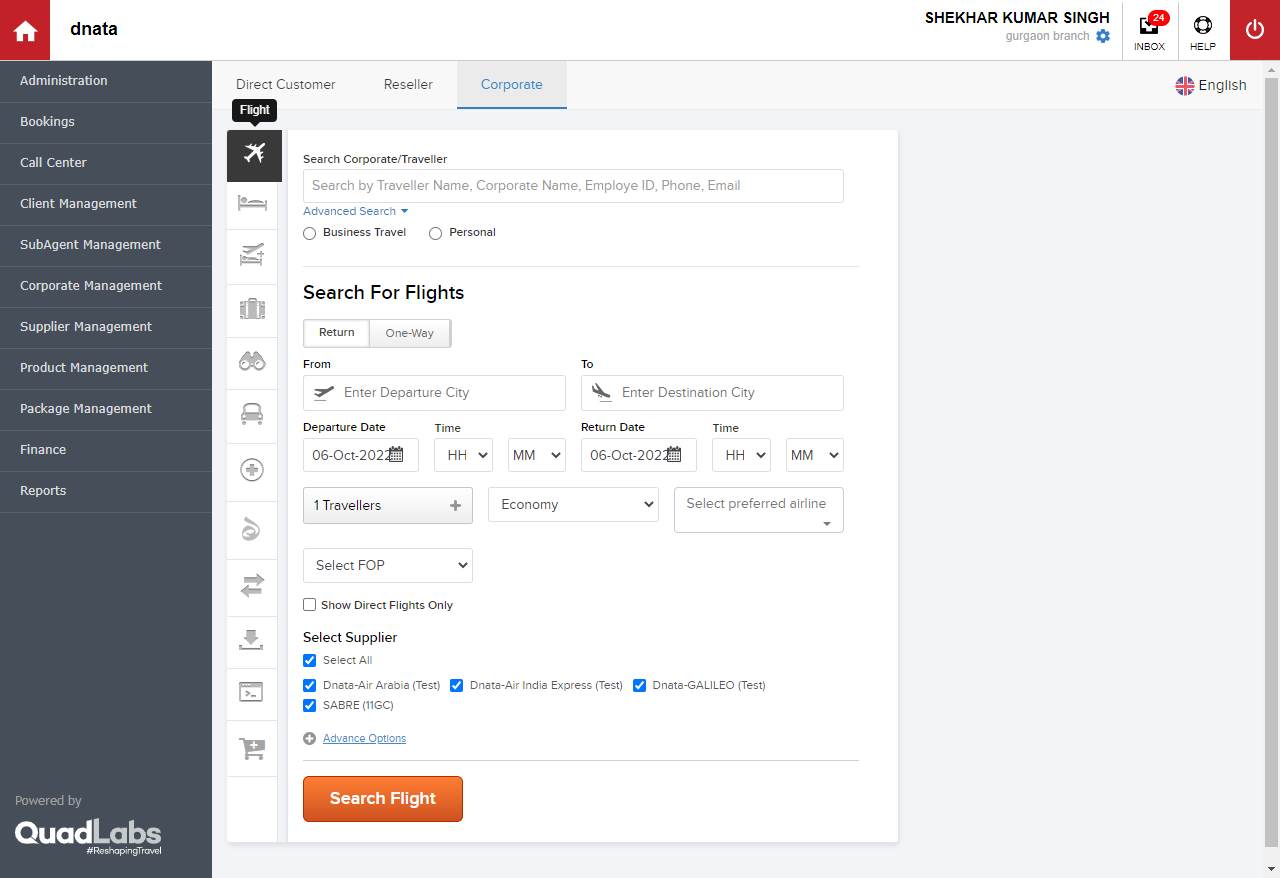 dnata
SHEKHAR KUMAR SINGH
gurgaon branch
24
INBOX
HELP
Administration
Bookings
Call Center
Client Management
SubAgent Management
Corporate Management
Supplier Management
Product Management
Package Management
Finance
Reports
Powered by
QuadLabs
#ReshapingTravel
Direct Customer
Reseller
Corporate
English
Flight
Search Corporate/Traveller
Search by Traveller Name, Corporate Name, Employe ID, Phone, Email
Advanced Search
Business Travel Personal
Search For Flights
Return One-Way
From To
Enter Departure City Enter Destination City
Departure Date Time Return Date Time
06-Oct-2022 HH MM 06-Oct-2022 HH MM
1 Travellers Economy Select preferred airline
Select FOP
Show Direct Flights Only
Select Supplier
Select All
Dnata-Air Arabia (Test) Dnata-Air India Express (Test) Dnata-GALILEO (Test)
SABRE (11GC)
Advance Options
Search Flight